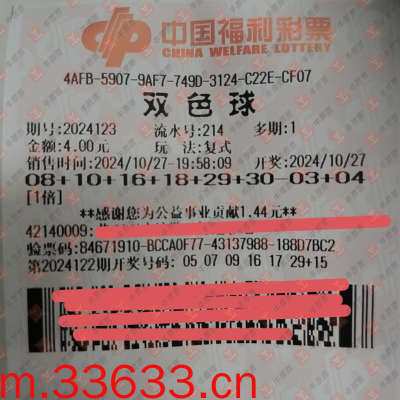 中国福利彩票
CHINA WELFARE LOTTERY
4AFB-5907-9AF7-749D-3124-C22E-CF07
双色球
期号:2024123 流水号:214 多期:1
金额:4.00元 玩法:复式
销售时间:2024/10/27-19:58:09 开奖:2024/10/27
08+10+16+18+29+30-03+04
[1倍]
**感谢您为公益事业贡献1.44元**
42140009:
验票码:84671910-BCCA0F77-43137988-188D7BC2
第2024122期开奖号码: 05 07 09 16 17 29+15
m.33633.cn